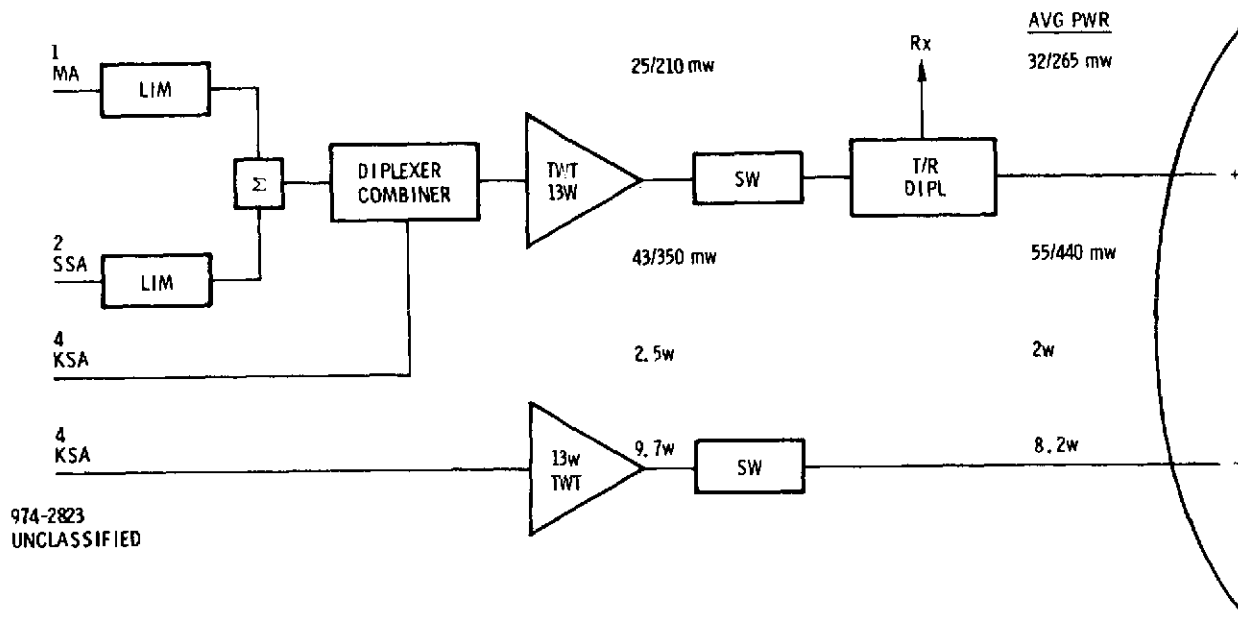 AVG PWR
1
MA
LIM
25/210 mw
Rx
32/265 mw
Σ
DIPLEXER
COMBINER
TWT
13W
SW
T/R
DIPL
+
2
SSA
LIM
43/350 mw
55/440 mw
4
KSA
2.5w
2w
4
KSA
13w
TWT
9.7w
SW
8.2w
-
974-2823
UNCLASSIFIED